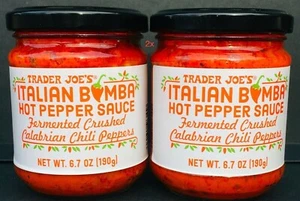 TRADER JOE'S®
ITALIAN BOMBA
HOT PEPPER SAUCE
Fermented Crushed
Calabrian Chili Peppers
NET WT. 6.7 OZ (190g)
2x
TRADER JOE'S®
ITALIAN BOMBA
HOT PEPPER SAUCE
Fermented Crushed
Calabrian Chili Peppers
NET WT. 6.7 OZ (190g)